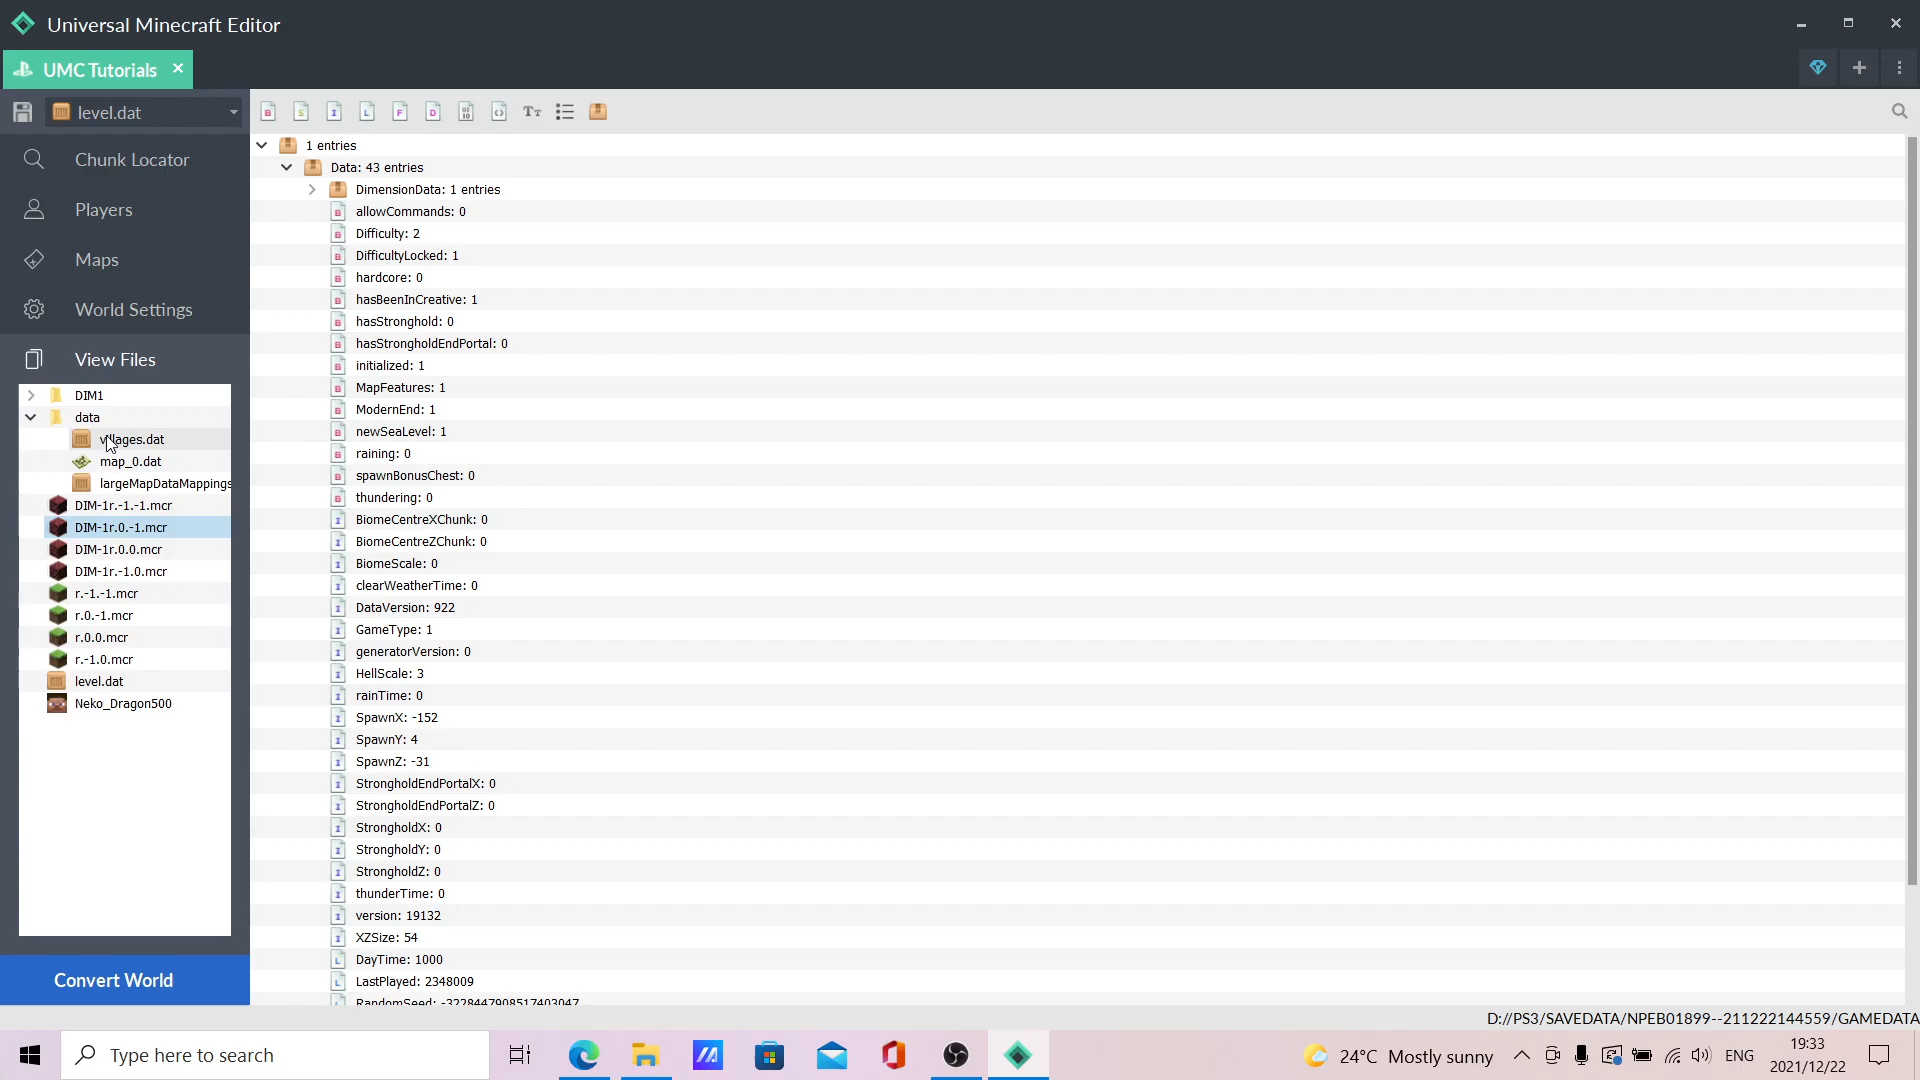 Universal Minecraft Editor
UMC Tutorials
level.dat
Chunk Locator
Players
Maps
World Settings
View Files
DIM1
data
villages.dat
map_0.dat
largeMapDataMappings
DIM-1r.-1.-1.mcr
DIM-1r.0.-1.mcr
DIM-1r.0.0.mcr
DIM-1r.-1.0.mcr
r.-1.-1.mcr
r.0.-1.mcr
r.0.0.mcr
r.-1.0.mcr
level.dat
Neko_Dragon500
Convert World
1 entries
Data: 43 entries
DimensionData: 1 entries
allowCommands: 0
Difficulty: 2
DifficultyLocked: 1
hardcore: 0
hasBeenInCreative: 1
hasStronghold: 0
hasStrongholdEndPortal: 0
initialized: 1
MapFeatures: 1
ModernEnd: 1
newSeaLevel: 1
raining: 0
spawnBonusChest: 0
thundering: 0
BiomeCentreXChunk: 0
BiomeCentreZChunk: 0
BiomeScale: 0
clearWeatherTime: 0
DataVersion: 922
GameType: 1
generatorVersion: 0
HellScale: 3
rainTime: 0
SpawnX: -152
SpawnY: 4
SpawnZ: -31
StrongholdEndPortalX: 0
StrongholdEndPortalZ: 0
StrongholdX: 0
StrongholdY: 0
StrongholdZ: 0
thunderTime: 0
version: 19132
XZSize: 54
DayTime: 1000
LastPlayed: 2348009
RandomSeed: -3228447908517403047
D://PS3/SAVEDATA/NPEB01899--211222144559/GAMEDATA
Type here to search
24°C Mostly sunny
ENG
19:33
2021/12/22